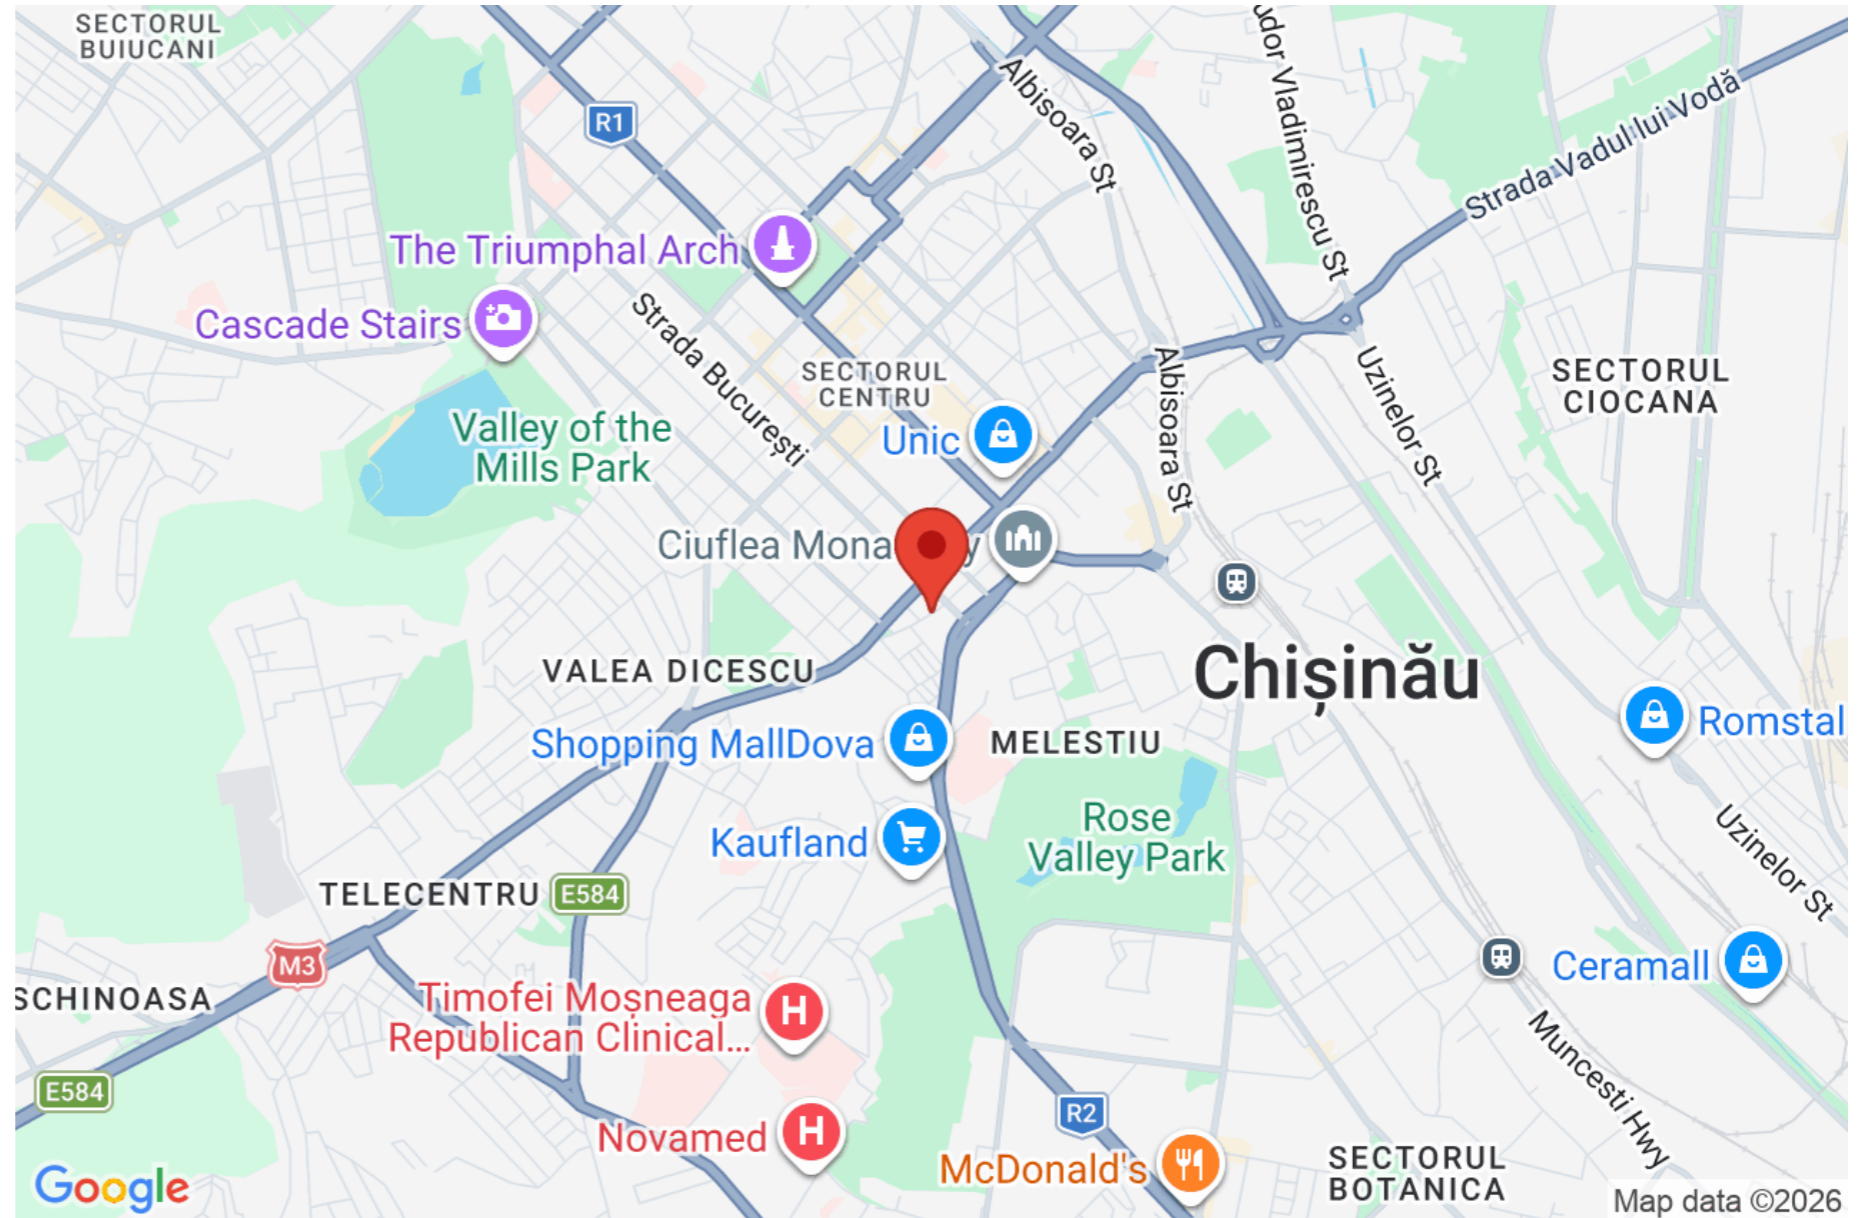 SECTORUL
BUIUCANI
R1
Albisoara St
udor Vladimirescu St
Strada Vadul lui Vodă
The Triumphal Arch
Cascade Stairs
Strada București
SECTORUL
CENTRU
Albisoara St
Uzinelor St
SECTORUL
CIOCANA
Valley of the
Mills Park
Unic
Ciuflea Mona y
Chișinău
VALEA DICESCU
Shopping MallDova
MELESTIU
Romstal
Kaufland
Rose
Valley Park
Uzinelor St
TELECENTRU
E584
M3
SCHINOASA
Ceramall
Timofei Moșneaga
Republican Clinical...
Muncesti Hwy
E584
R2
Novamed
McDonald's
SECTORUL
BOTANICA
Google
Map data ©2026